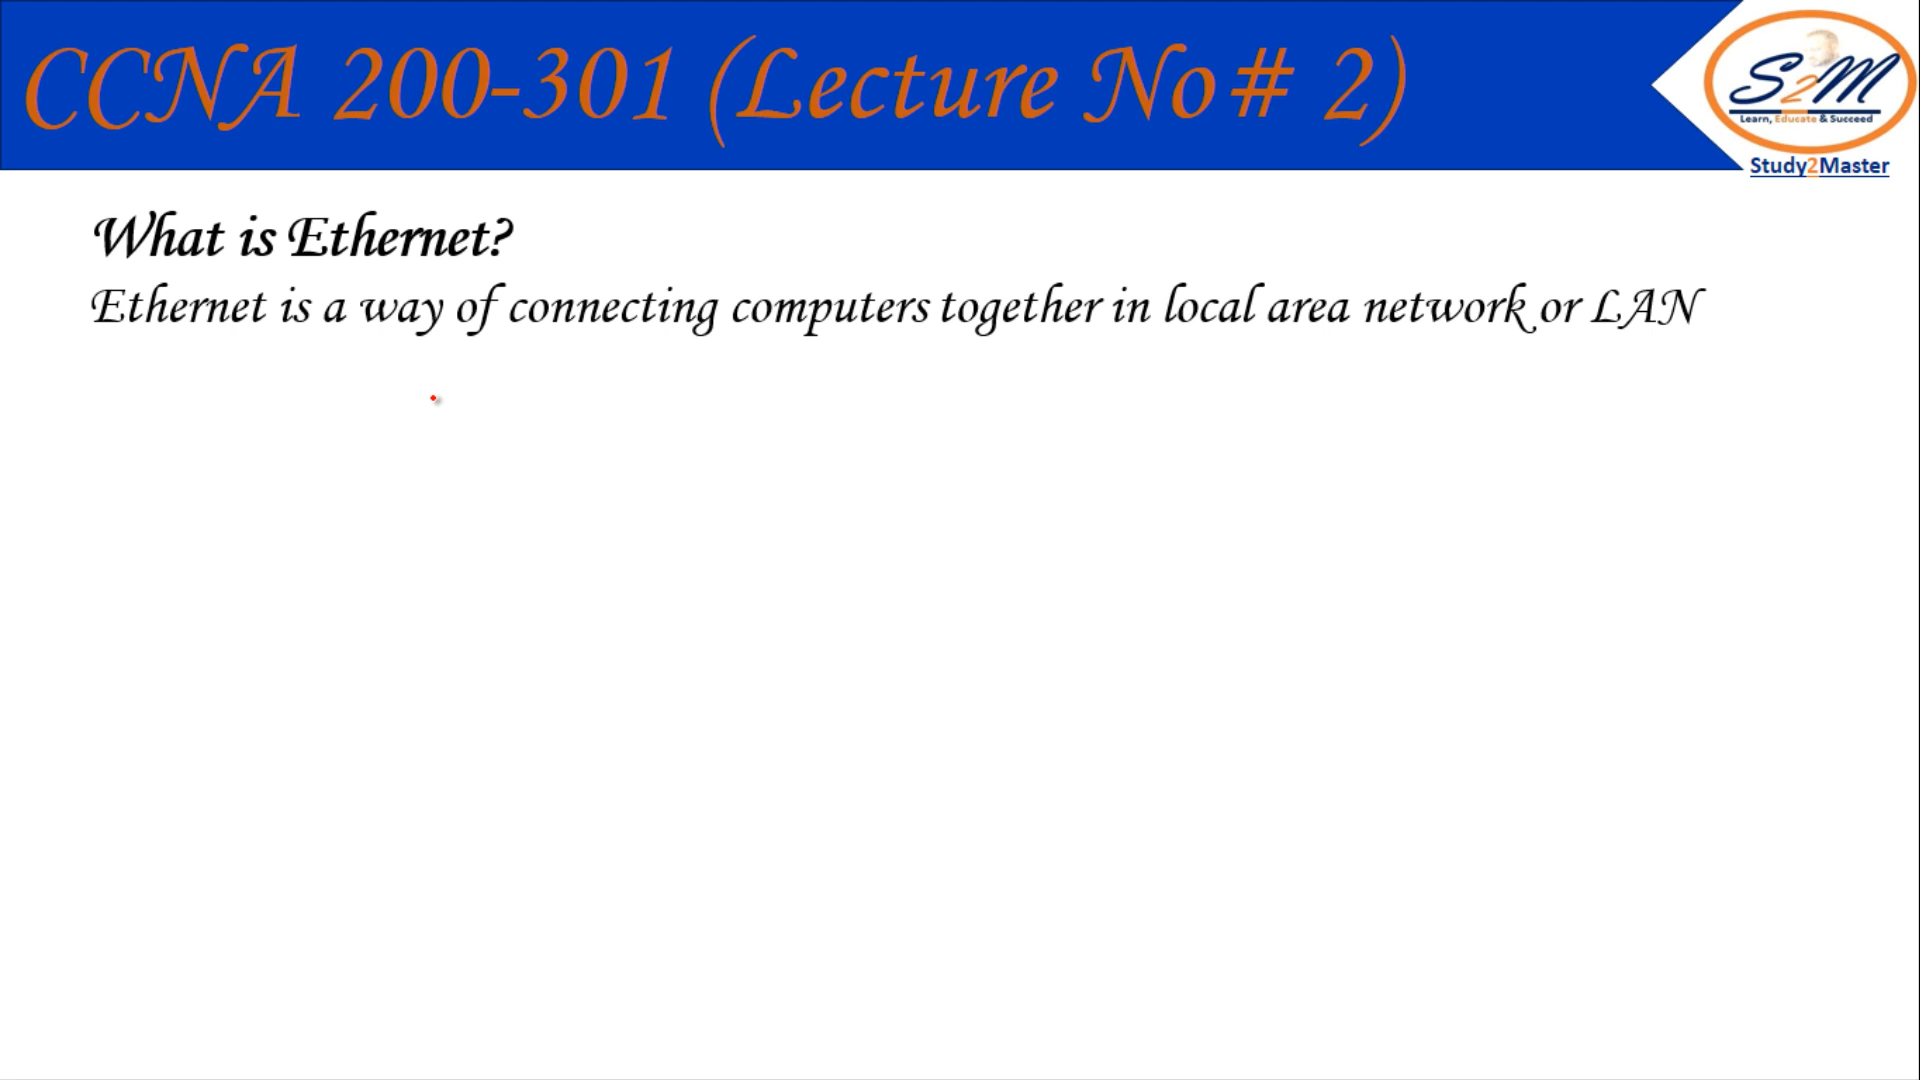 CCNA 200-301 (Lecture No# 2)
S2M
Learn, Educate & Succeed
Study2Master
What is Ethernet?
Ethernet is a way of connecting computers together in local area network or LAN